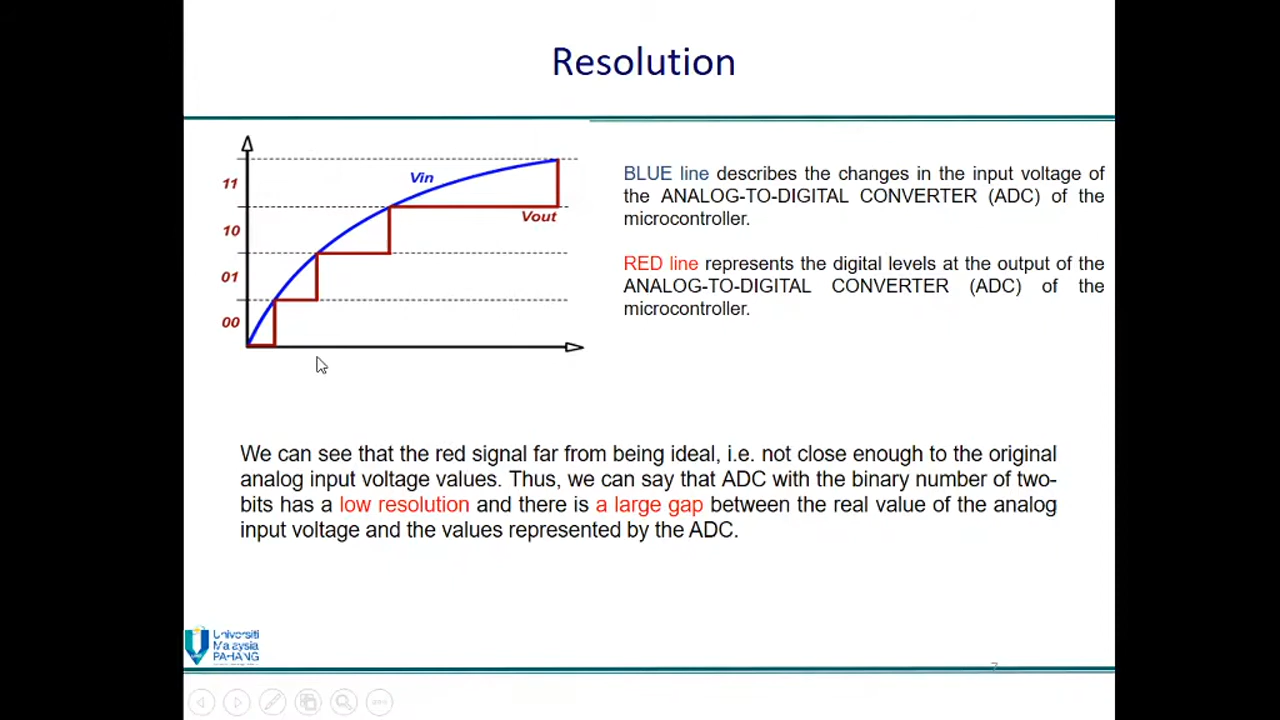 Resolution
11
Vin
Vout
10
01
00
BLUE line describes the changes in the input voltage of
the ANALOG-TO-DIGITAL CONVERTER (ADC) of the
microcontroller.
RED line represents the digital levels at the output of the
ANALOG-TO-DIGITAL CONVERTER (ADC) of the
microcontroller.
We can see that the red signal far from being ideal, i.e. not close enough to the original
analog input voltage values. Thus, we can say that ADC with the binary number of two-
bits has a low resolution and there is a large gap between the real value of the analog
input voltage and the values represented by the ADC.
Universiti
Malaysia
PAHANG
7